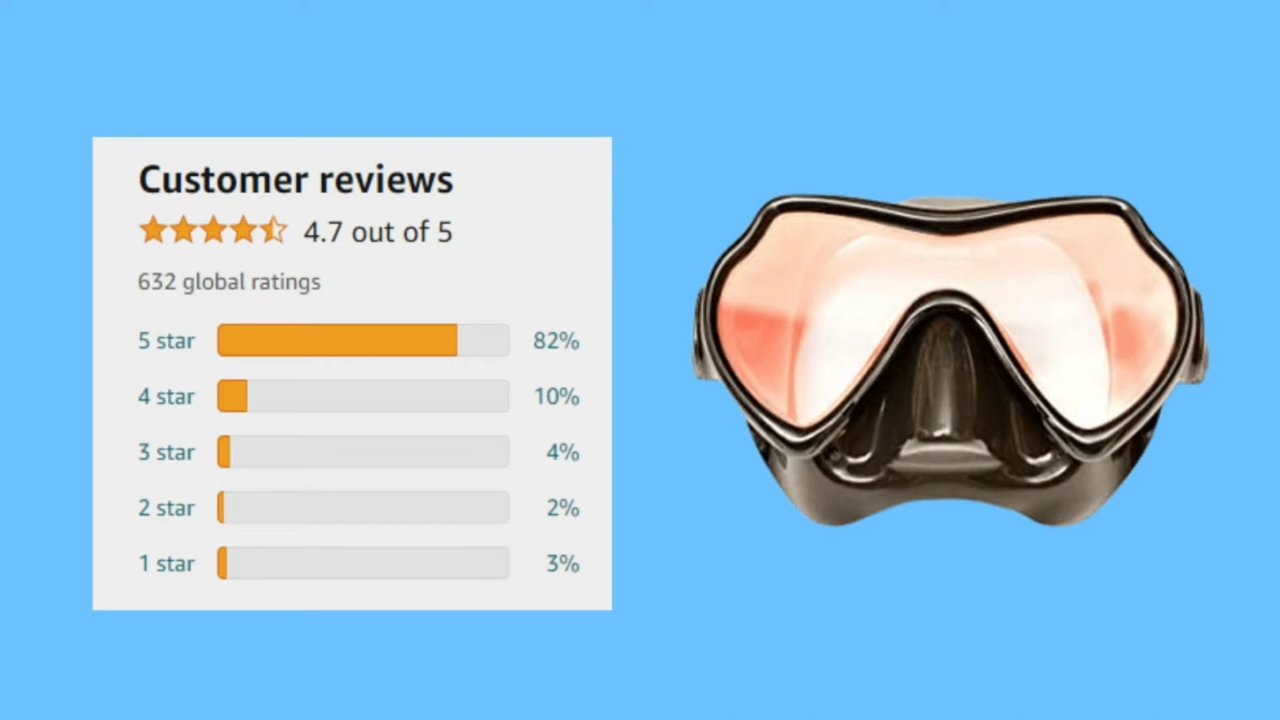 Customer reviews
4.7 out of 5
632 global ratings
5 star 82%
4 star 10%
3 star 4%
2 star 2%
1 star 3%